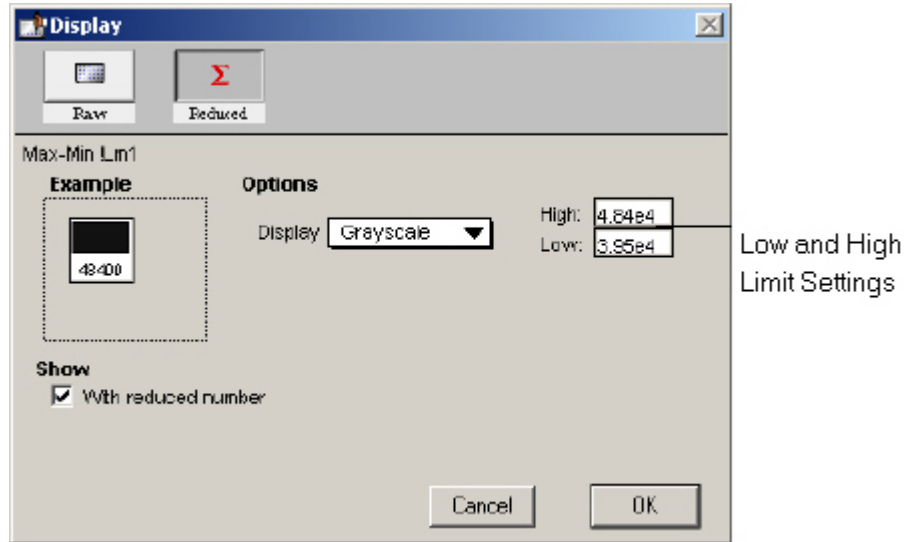 Display
Raw
Reduced
Max-Min !Lm1
Example
Options
Display
Grayscale
High: 4.84e4
Low: 3.95e4
48400
Low and High
Limit Settings
Show
With reduced number
Cancel
OK